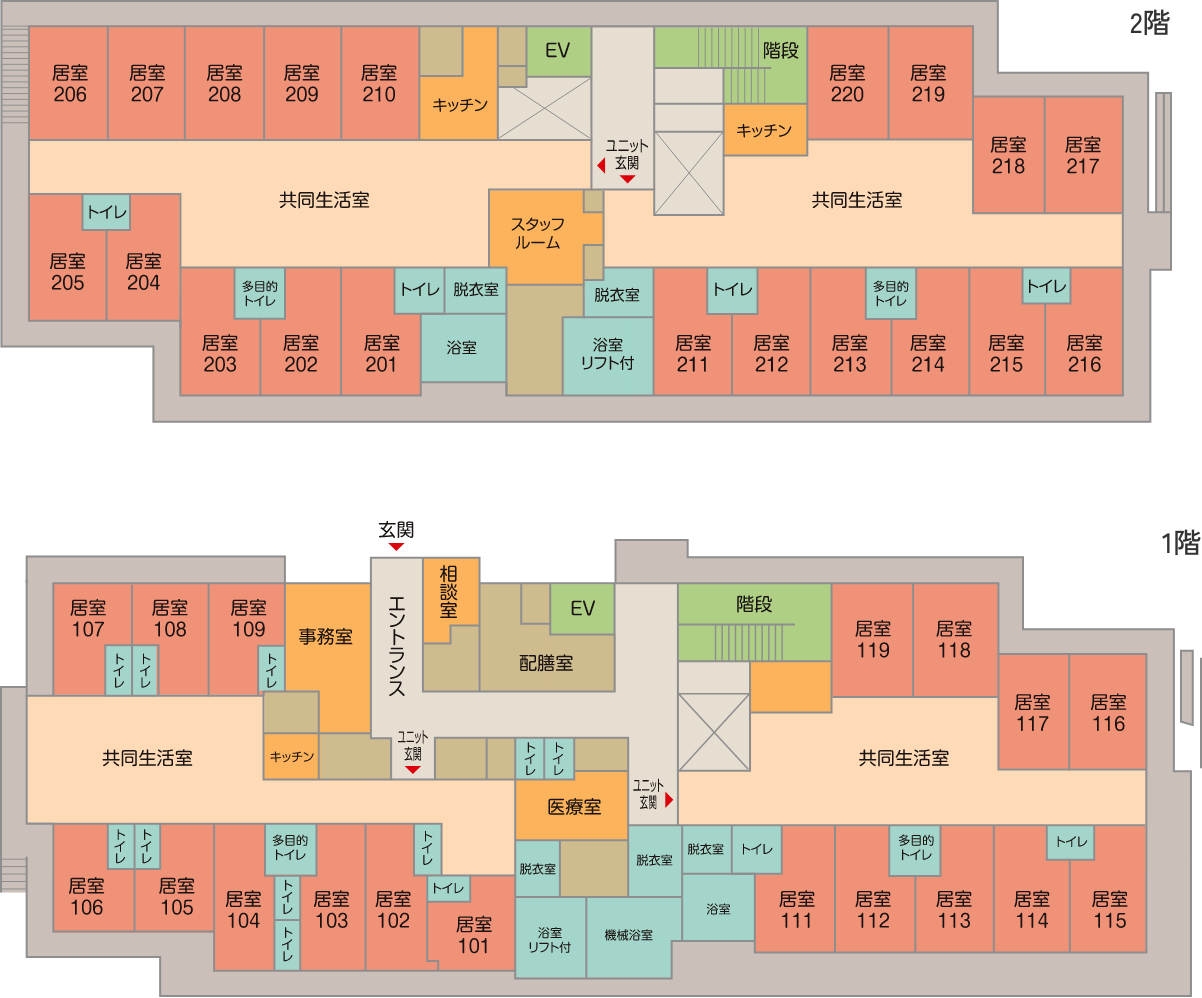 2階
居室
206
居室
207
居室
208
居室
209
居室
210
キッチン
EV
階段
キッチン
居室
220
居室
219
居室
218
居室
217
ユニット
玄関
共同生活室
共同生活室
スタッフ
ルーム
トイレ
居室
205
居室
204
多目的
トイレ
居室
203
居室
202
居室
201
トイレ
脱衣室
浴室
脱衣室
浴室
リフト付
トイレ
居室
211
居室
212
多目的
トイレ
居室
213
居室
214
トイレ
居室
215
居室
216
1階
玄関
居室
107
居室
108
居室
109
トイレ
トイレ
トイレ
事務室
エントランス
相談室
EV
配膳室
階段
居室
119
居室
118
居室
117
居室
116
共同生活室
キッチン
ユニット
玄関
トイレ
トイレ
医療室
ユニット
玄関
共同生活室
トイレ
トイレ
居室
106
居室
105
多目的
トイレ
トイレ
トイレ
居室
104
居室
103
居室
102
トイレ
トイレ
居室
101
脱衣室
浴室
リフト付
機械浴室
脱衣室
脱衣室
トイレ
浴室
居室
111
居室
112
多目的
トイレ
居室
113
居室
114
トイレ
居室
115